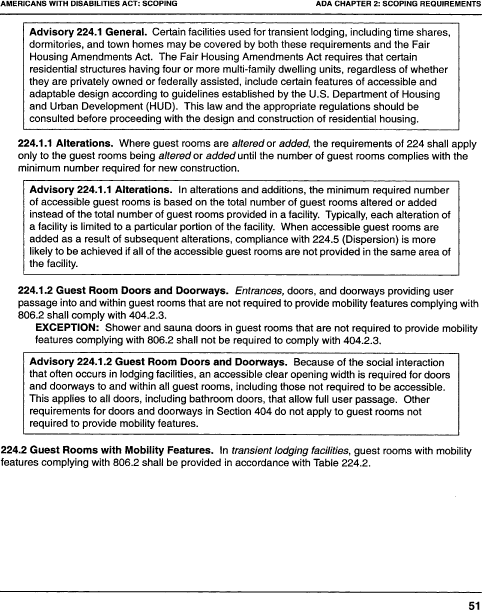 AMERICANS WITH DISABILITIES ACT: SCOPING    ADA CHAPTER 2: SCOPING REQUIREMENTS
Advisory 224.1 General. Certain facilities used for transient lodging, including time shares,
dormitories, and town homes may be covered by both these requirements and the Fair
Housing Amendments Act. The Fair Housing Amendments Act requires that certain
residential structures having four or more multi-family dwelling units, regardless of whether
they are privately owned or federally assisted, include certain features of accessible and
adaptable design according to guidelines established by the U.S. Department of Housing
and Urban Development (HUD). This law and the appropriate regulations should be
consulted before proceeding with the design and construction of residential housing.
224.1.1 Alterations. Where guest rooms are altered or added, the requirements of 224 shall apply
only to the guest rooms being altered or added until the number of guest rooms complies with the
minimum number required for new construction.
Advisory 224.1.1 Alterations. In alterations and additions, the minimum required number
of accessible guest rooms is based on the total number of guest rooms altered or added
instead of the total number of guest rooms provided in a facility. Typically, each alteration of
a facility is limited to a particular portion of the facility. When accessible guest rooms are
added as a result of subsequent alterations, compliance with 224.5 (Dispersion) is more
likely to be achieved if all of the accessible guest rooms are not provided in the same area of
the facility.
224.1.2 Guest Room Doors and Doorways. Entrances, doors, and doorways providing user
passage into and within guest rooms that are not required to provide mobility features complying with
806.2 shall comply with 404.2.3.
EXCEPTION: Shower and sauna doors in guest rooms that are not required to provide mobility
features complying with 806.2 shall not be required to comply with 404.2.3.
Advisory 224.1.2 Guest Room Doors and Doorways. Because of the social interaction
that often occurs in lodging facilities, an accessible clear opening width is required for doors
and doorways to and within all guest rooms, including those not required to be accessible.
This applies to all doors, including bathroom doors, that allow full user passage. Other
requirements for doors and doorways in Section 404 do not apply to guest rooms not
required to provide mobility features.
224.2 Guest Rooms with Mobility Features. In transient lodging facilities, guest rooms with mobility
features complying with 806.2 shall be provided in accordance with Table 224.2.
51